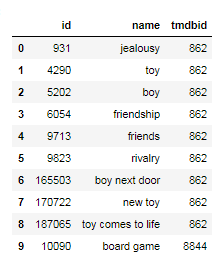 id name tmdbid
0 931 jealousy 862
1 4290 toy 862
2 5202 boy 862
3 6054 friendship 862
4 9713 friends 862
5 9823 rivalry 862
6 165503 boy next door 862
7 170722 new toy 862
8 187065 toy comes to life 862
9 10090 board game 8844